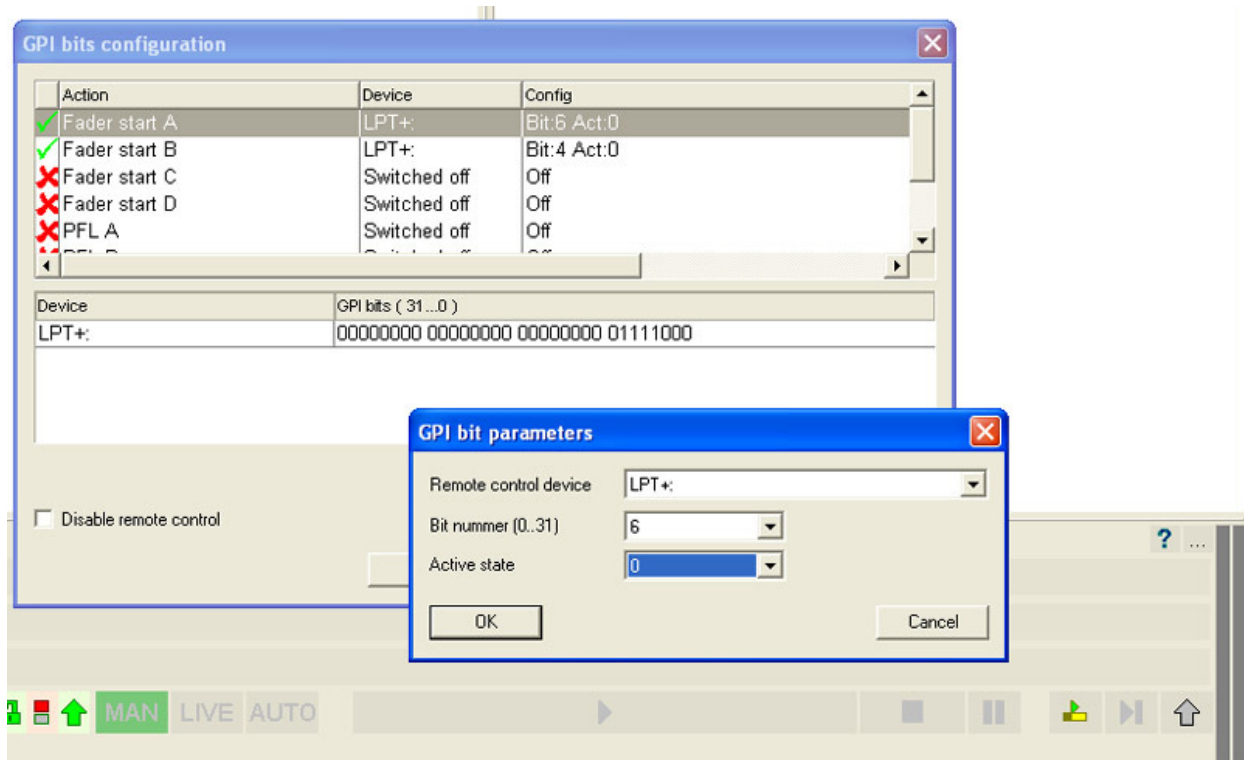 GPI bits configuration
Action Device Config
Fader start A LPT+: Bit:6 Act:0
Fader start B LPT+: Bit:4 Act:0
Fader start C Switched off Off
Fader start D Switched off Off
PFL A Switched off Off
Device GPI bits ( 31...0 )
LPT+: 00000000 00000000 00000000 01111000
GPI bit parameters
Remote control device LPT+:
Bit nummer (0..31) 6
Active state 0
OK Cancel
Disable remote control
? ...
MAN LIVE AUTO